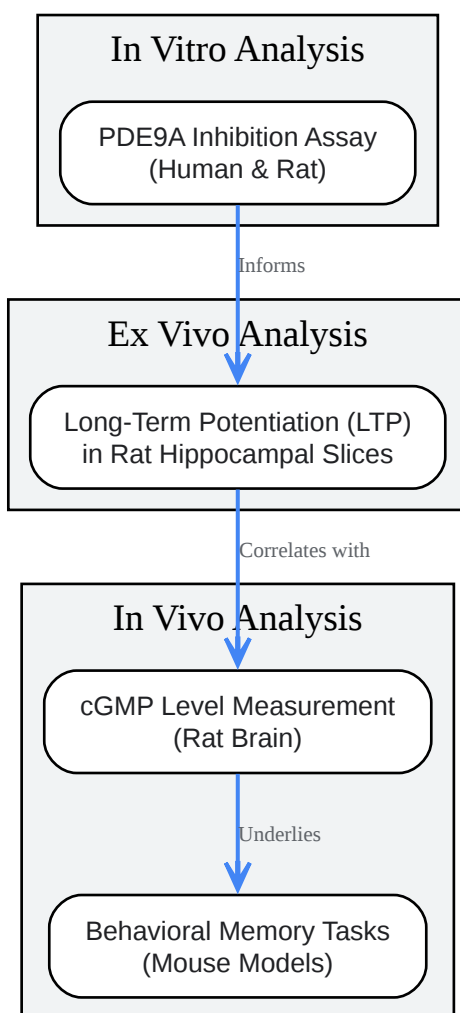 In Vitro Analysis
PDE9A Inhibition Assay
(Human & Rat)
Informs
Ex Vivo Analysis
Long-Term Potentiation (LTP)
in Rat Hippocampal Slices
Correlates with
In Vivo Analysis
cGMP Level Measurement
(Rat Brain)
Underlies
Behavioral Memory Tasks
(Mouse Models)